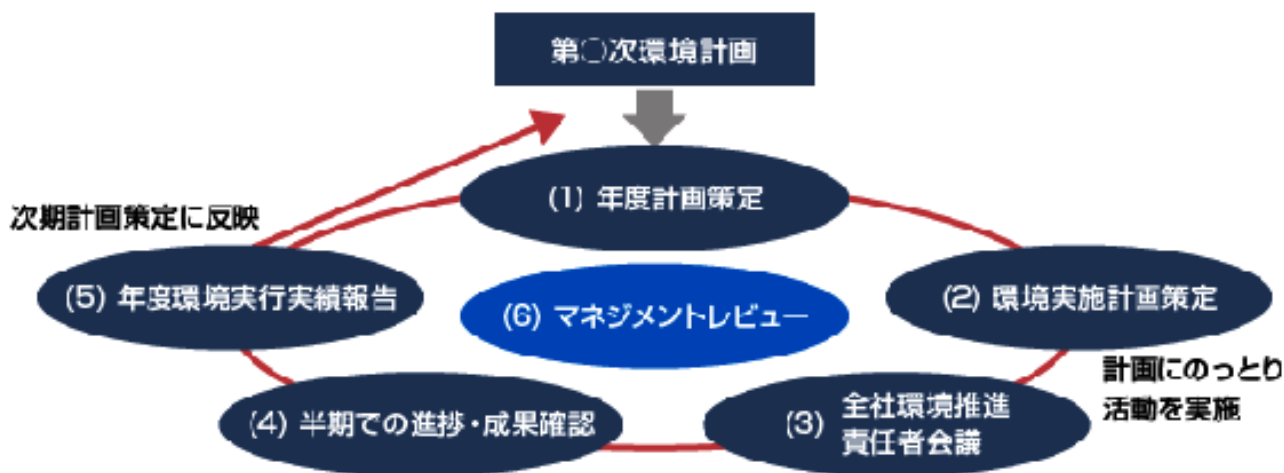 第○次環境計画
(1) 年度計画策定
次期計画策定に反映
(5) 年度環境実行実績報告
(6) マネジメントレビュー
(2) 環境実施計画策定
計画にのっとり
活動を実施
(4) 半期での進捗・成果確認
(3) 全社環境推進
責任者会議